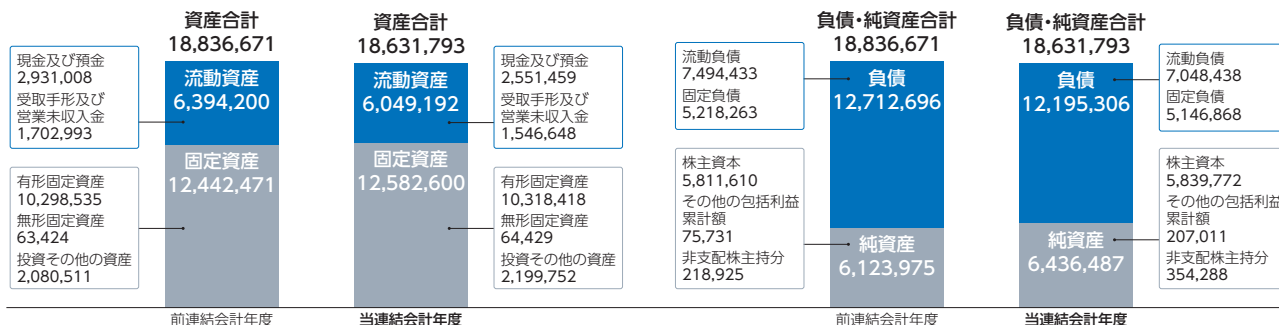 資産合計
18,836,671
現金及び預金
2,931,008
受取手形及び
営業未収入金
1,702,993
流動資産
6,394,200
有形固定資産
10,298,535
無形固定資産
63,424
投資その他の資産
2,080,511
固定資産
12,442,471
前連結会計年度
資産合計
18,631,793
流動資産
6,049,192
現金及び預金
2,551,459
受取手形及び
営業未収入金
1,546,648
固定資産
12,582,600
有形固定資産
10,318,418
無形固定資産
64,429
投資その他の資産
2,199,752
当連結会計年度
負債・純資産合計
18,836,671
流動負債
7,494,433
固定負債
5,218,263
負債
12,712,696
株主資本
5,811,610
その他の包括利益
累計額
75,731
非支配株主持分
218,925
純資産
6,123,975
前連結会計年度
負債・純資産合計
18,631,793
負債
12,195,306
流動負債
7,048,438
固定負債
5,146,868
純資産
6,436,487
株主資本
5,839,772
その他の包括利益
累計額
207,011
非支配株主持分
354,288
当連結会計年度